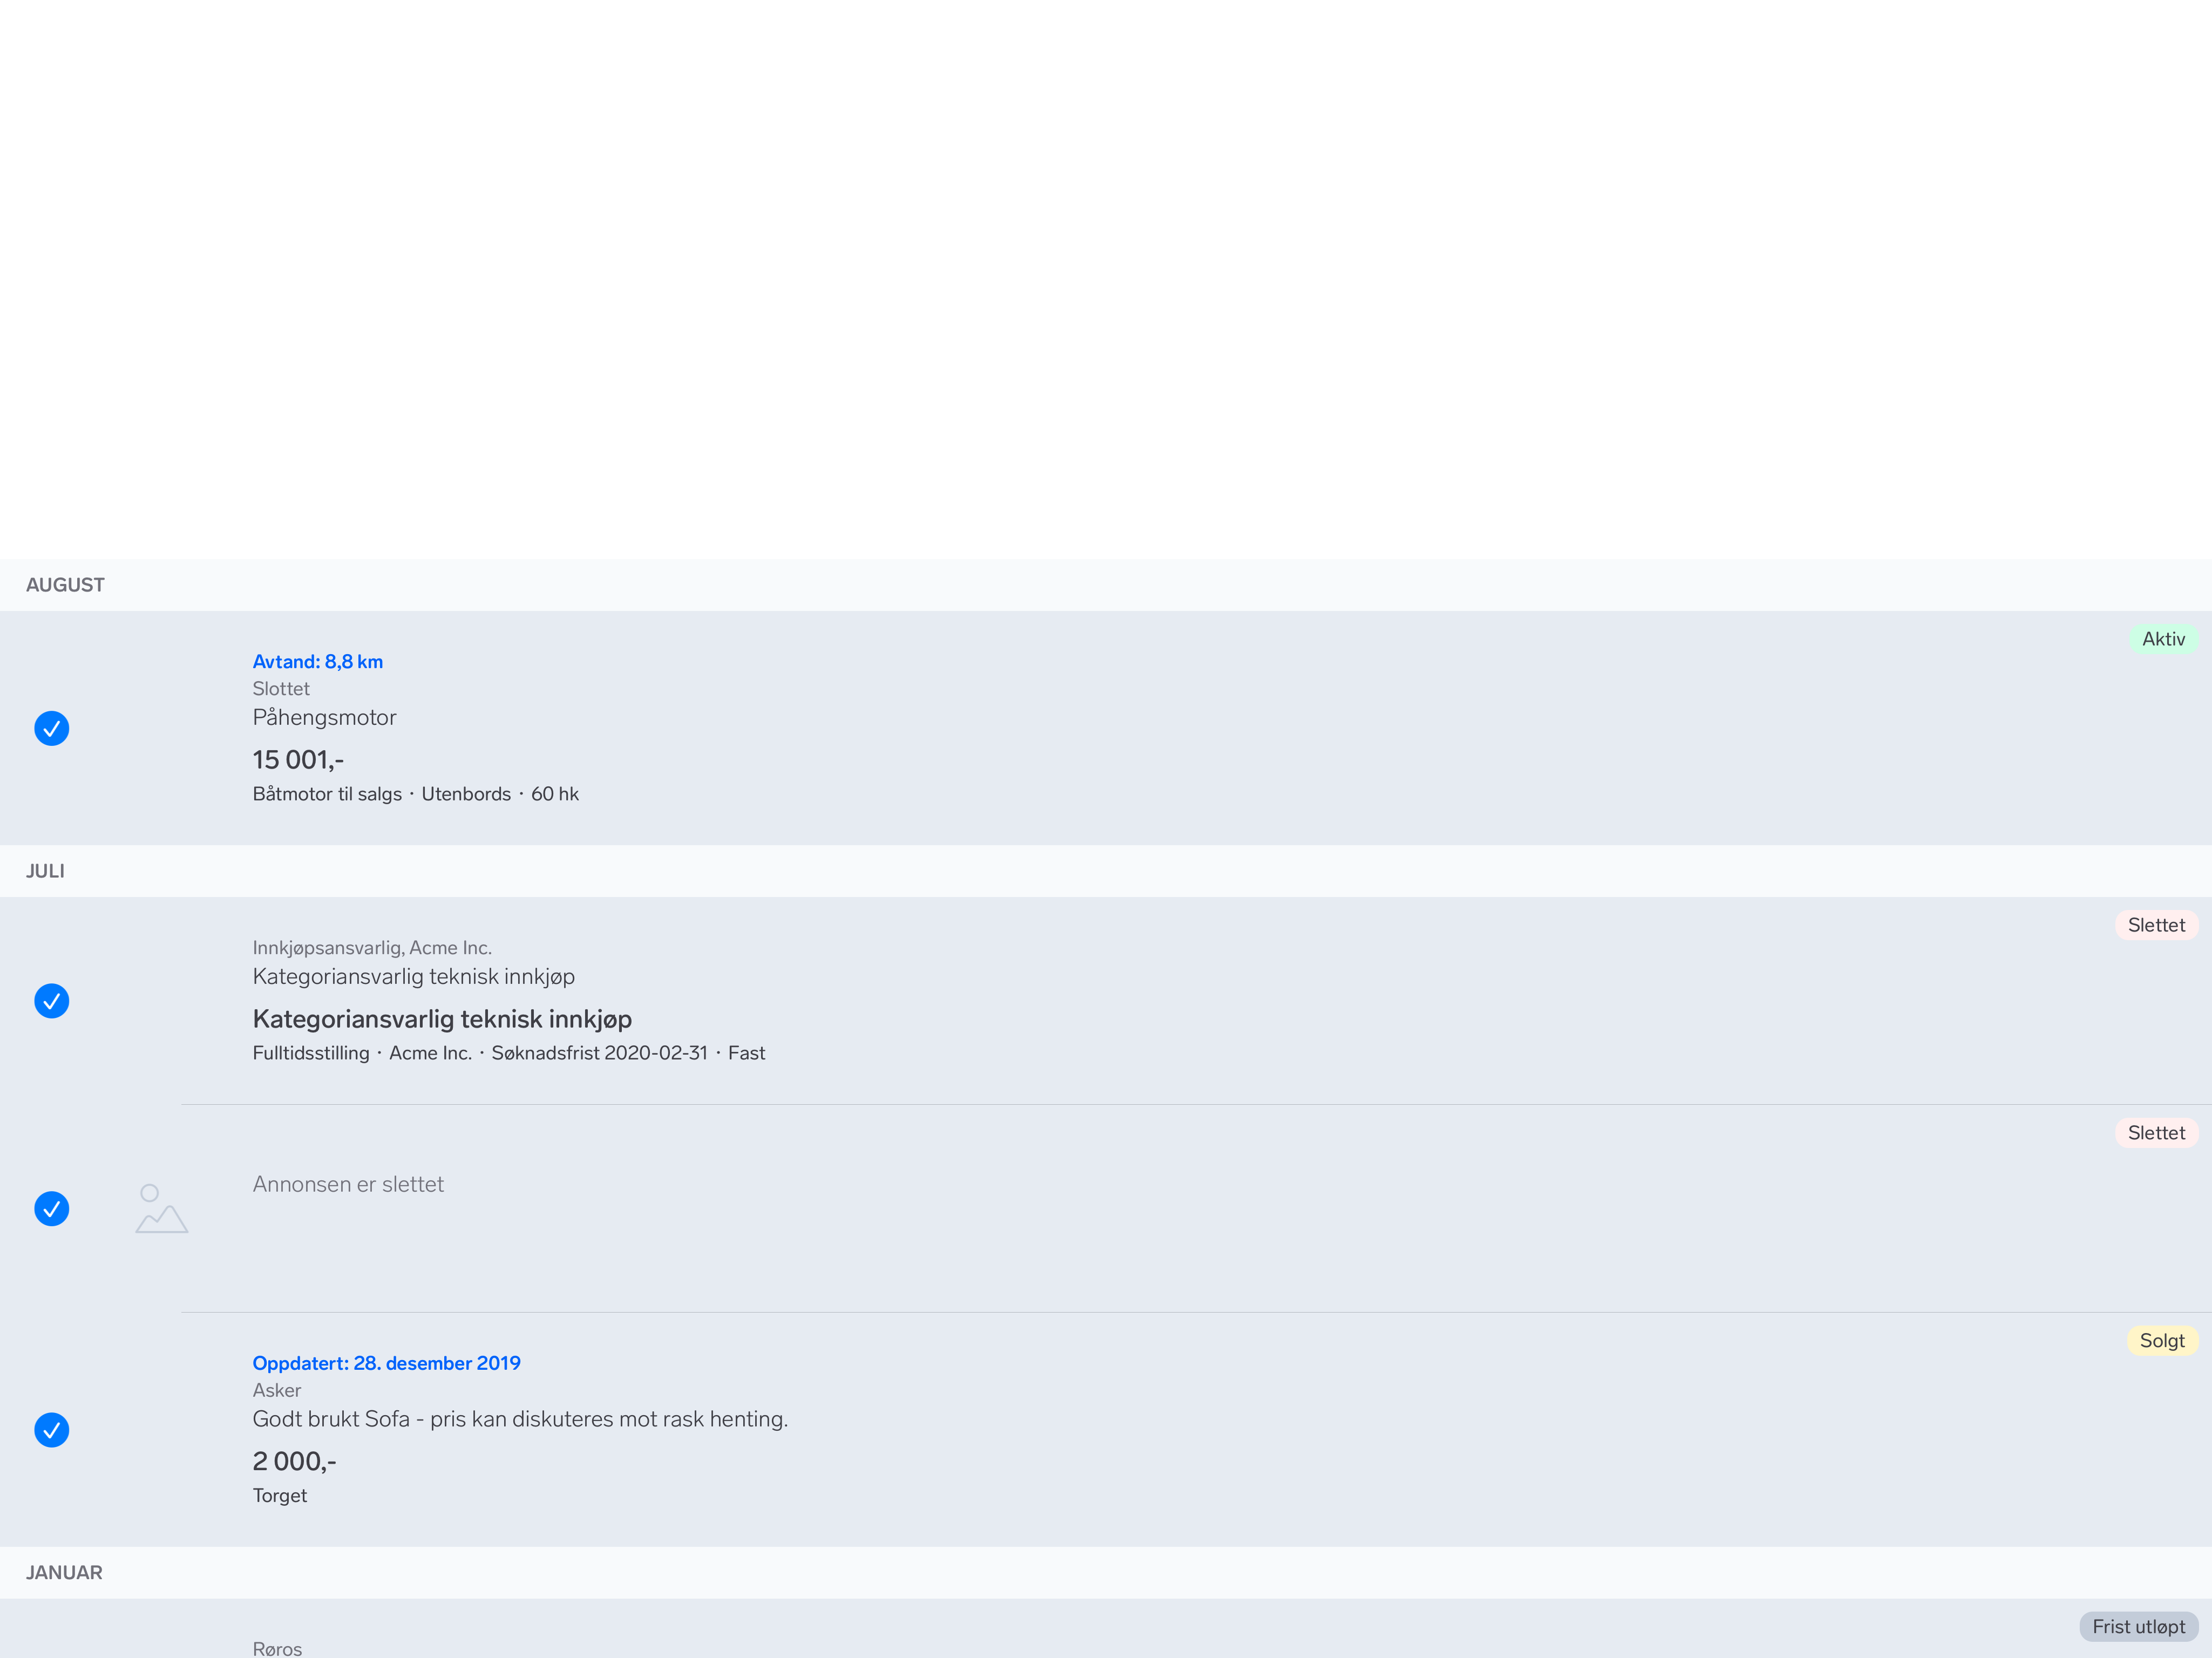 AUGUST
Aktiv
Avtand: 8,8 km
Slottet
Påhengsmotor
15 001,-
Båtmotor til salgs・Utenbords・60 hk
JULI
Slettet
Innkjøpsansvarlig, Acme Inc.
Kategoriansvarlig teknisk innkjøp
Kategoriansvarlig teknisk innkjøp
Fulltidsstilling・Acme Inc.・Søknadsfrist 2020-02-31・Fast
Slettet
Annonsen er slettet
Solgt
Oppdatert: 28. desember 2019
Asker
Godt brukt Sofa - pris kan diskuteres mot rask henting.
2 000,-
Torget
JANUAR
Frist utløpt
Røros